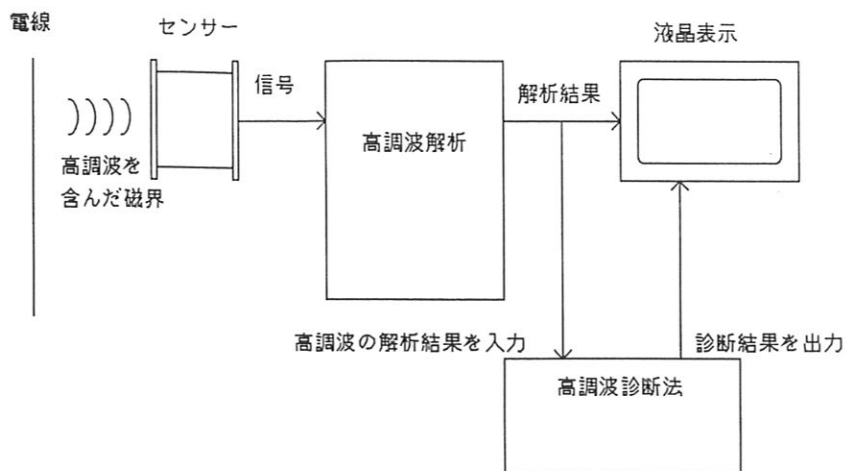 電線
センサー
液晶表示
信号
解析結果
高調波解析
高調波を
含んだ磁界
高調波の解析結果を入力
診断結果を出力
高調波診断法